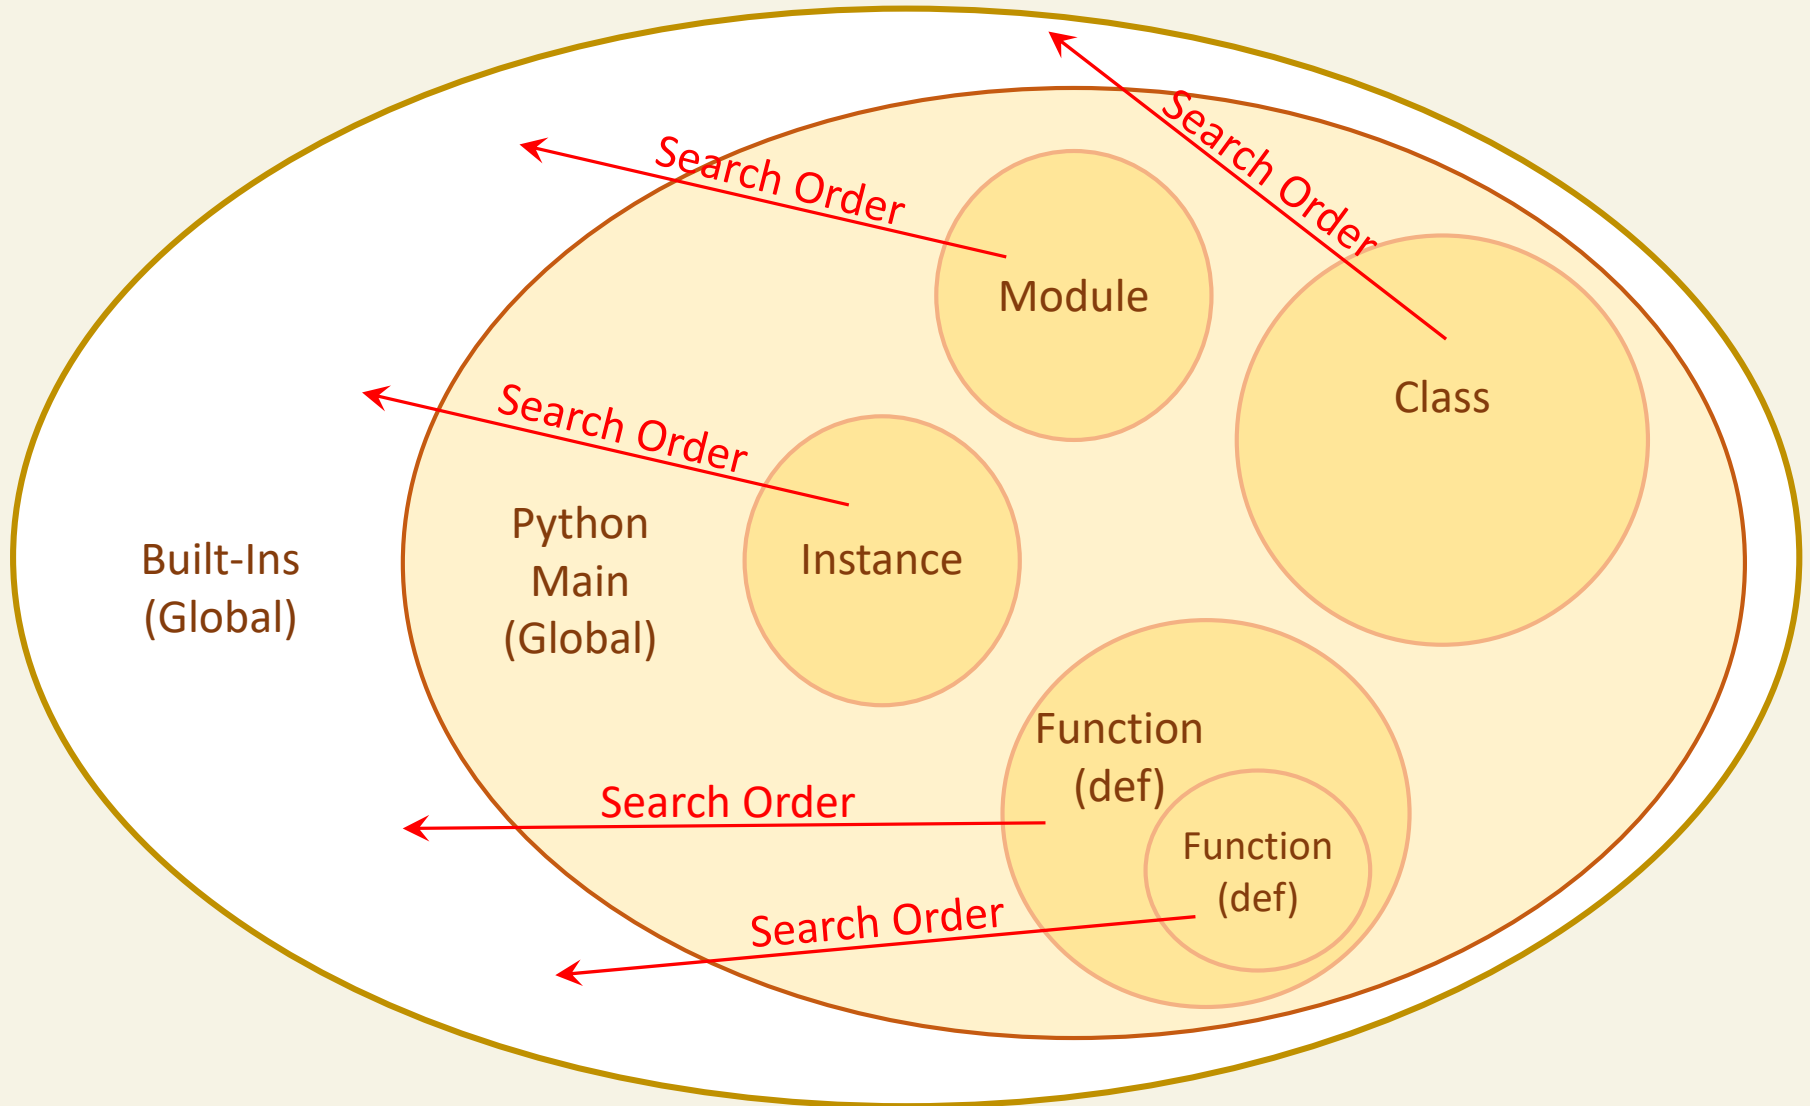 Search Order
Search Order
Module
Class
Search Order
Python
Main
(Global)
Built-Ins
(Global)
Instance
Function
(def)
Search Order
Function
(def)
Search Order